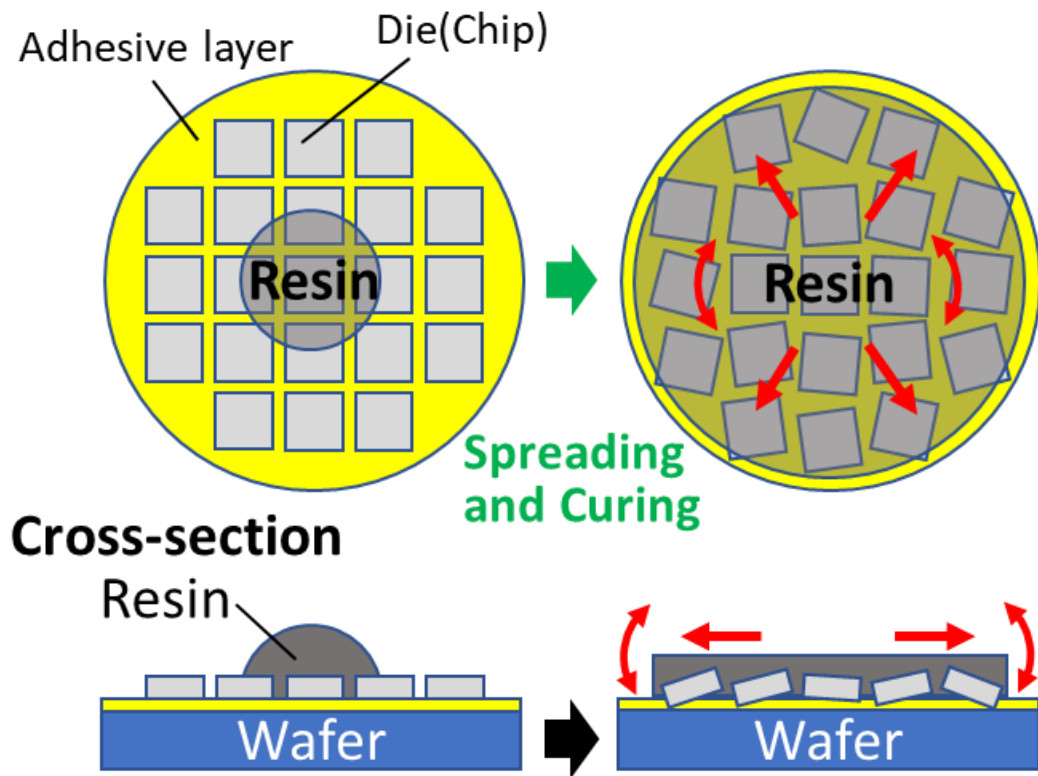 Die(Chip)
Adhesive layer
Resin
Resin
Spreading
and Curing
Cross-section
Resin
Wafer
Wafer